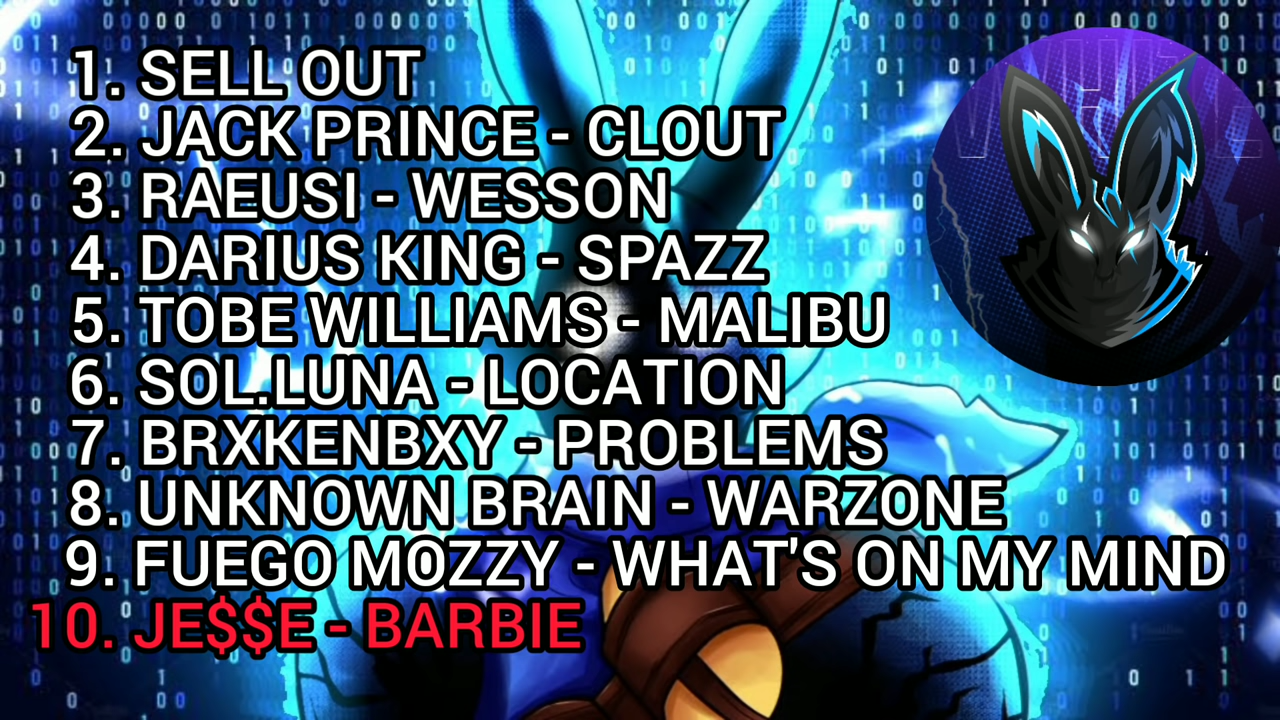 1. SELL OUT
2. JACK PRINCE - CLOUT
3. RAEUSI - WESSON
4. DARIUS KING - SPAZZ
5. TOBE WILLIAMS - MALIBU
6. SOL.LUNA - LOCATION
7. BRXKENBXY - PROBLEMS
8. UNKNOWN BRAIN - WARZONE
9. FUEGO MOZZY - WHAT'S ON MY MIND
10. JE$$E - BARBIE